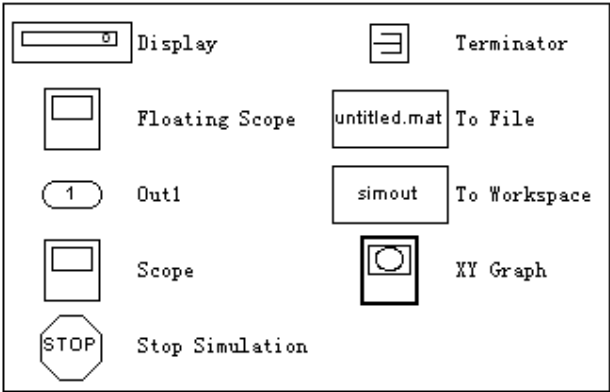 0 Display
Terminator
Floating Scope
untitled.mat To File
1 Out1
simout To Workspace
Scope
XY Graph
STOP Stop Simulation